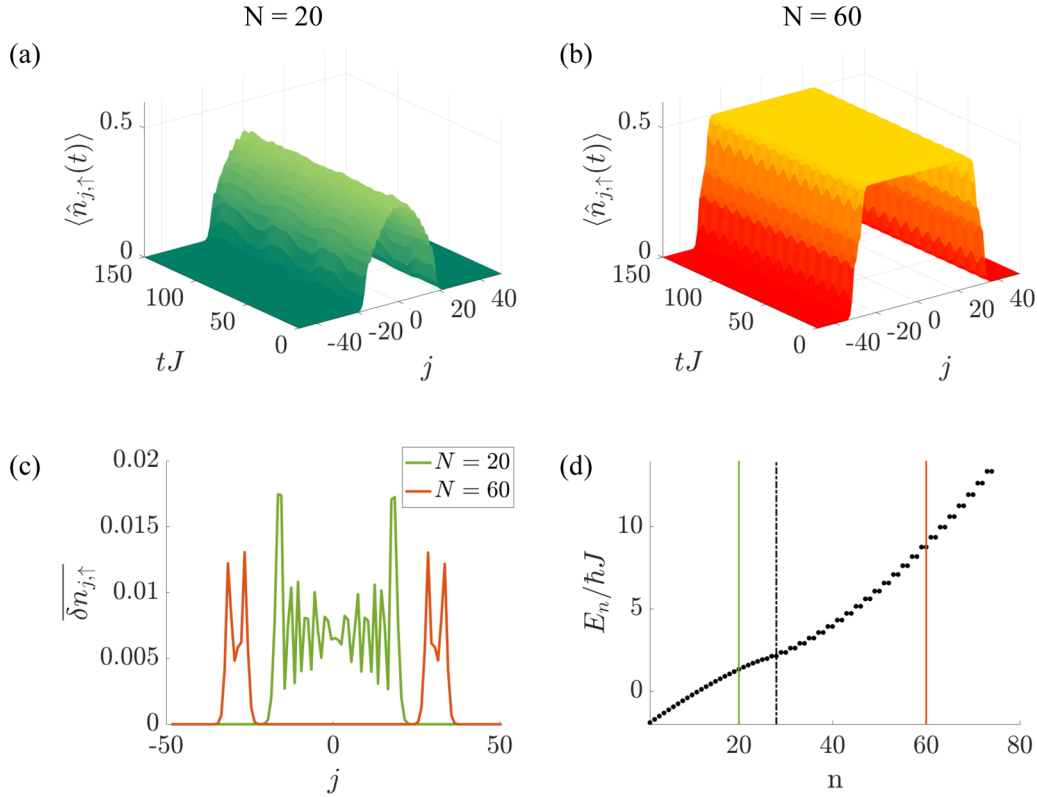 N = 20
N = 60
(a)
(b)
⟨n̂j,↑(t)⟩
0.5
0
150
100
50
0
tJ
-40
-20
0
20
40
j
⟨n̂j,↑(t)⟩
0.5
0
150
100
50
0
tJ
-40
-20
0
20
40
j
(c)
(d)
0.02
0.015
0.01
0.005
0
δnj,↑
-50
0
50
j
N = 20
N = 60
10
5
0
En/ħJ
20
40
60
80
n